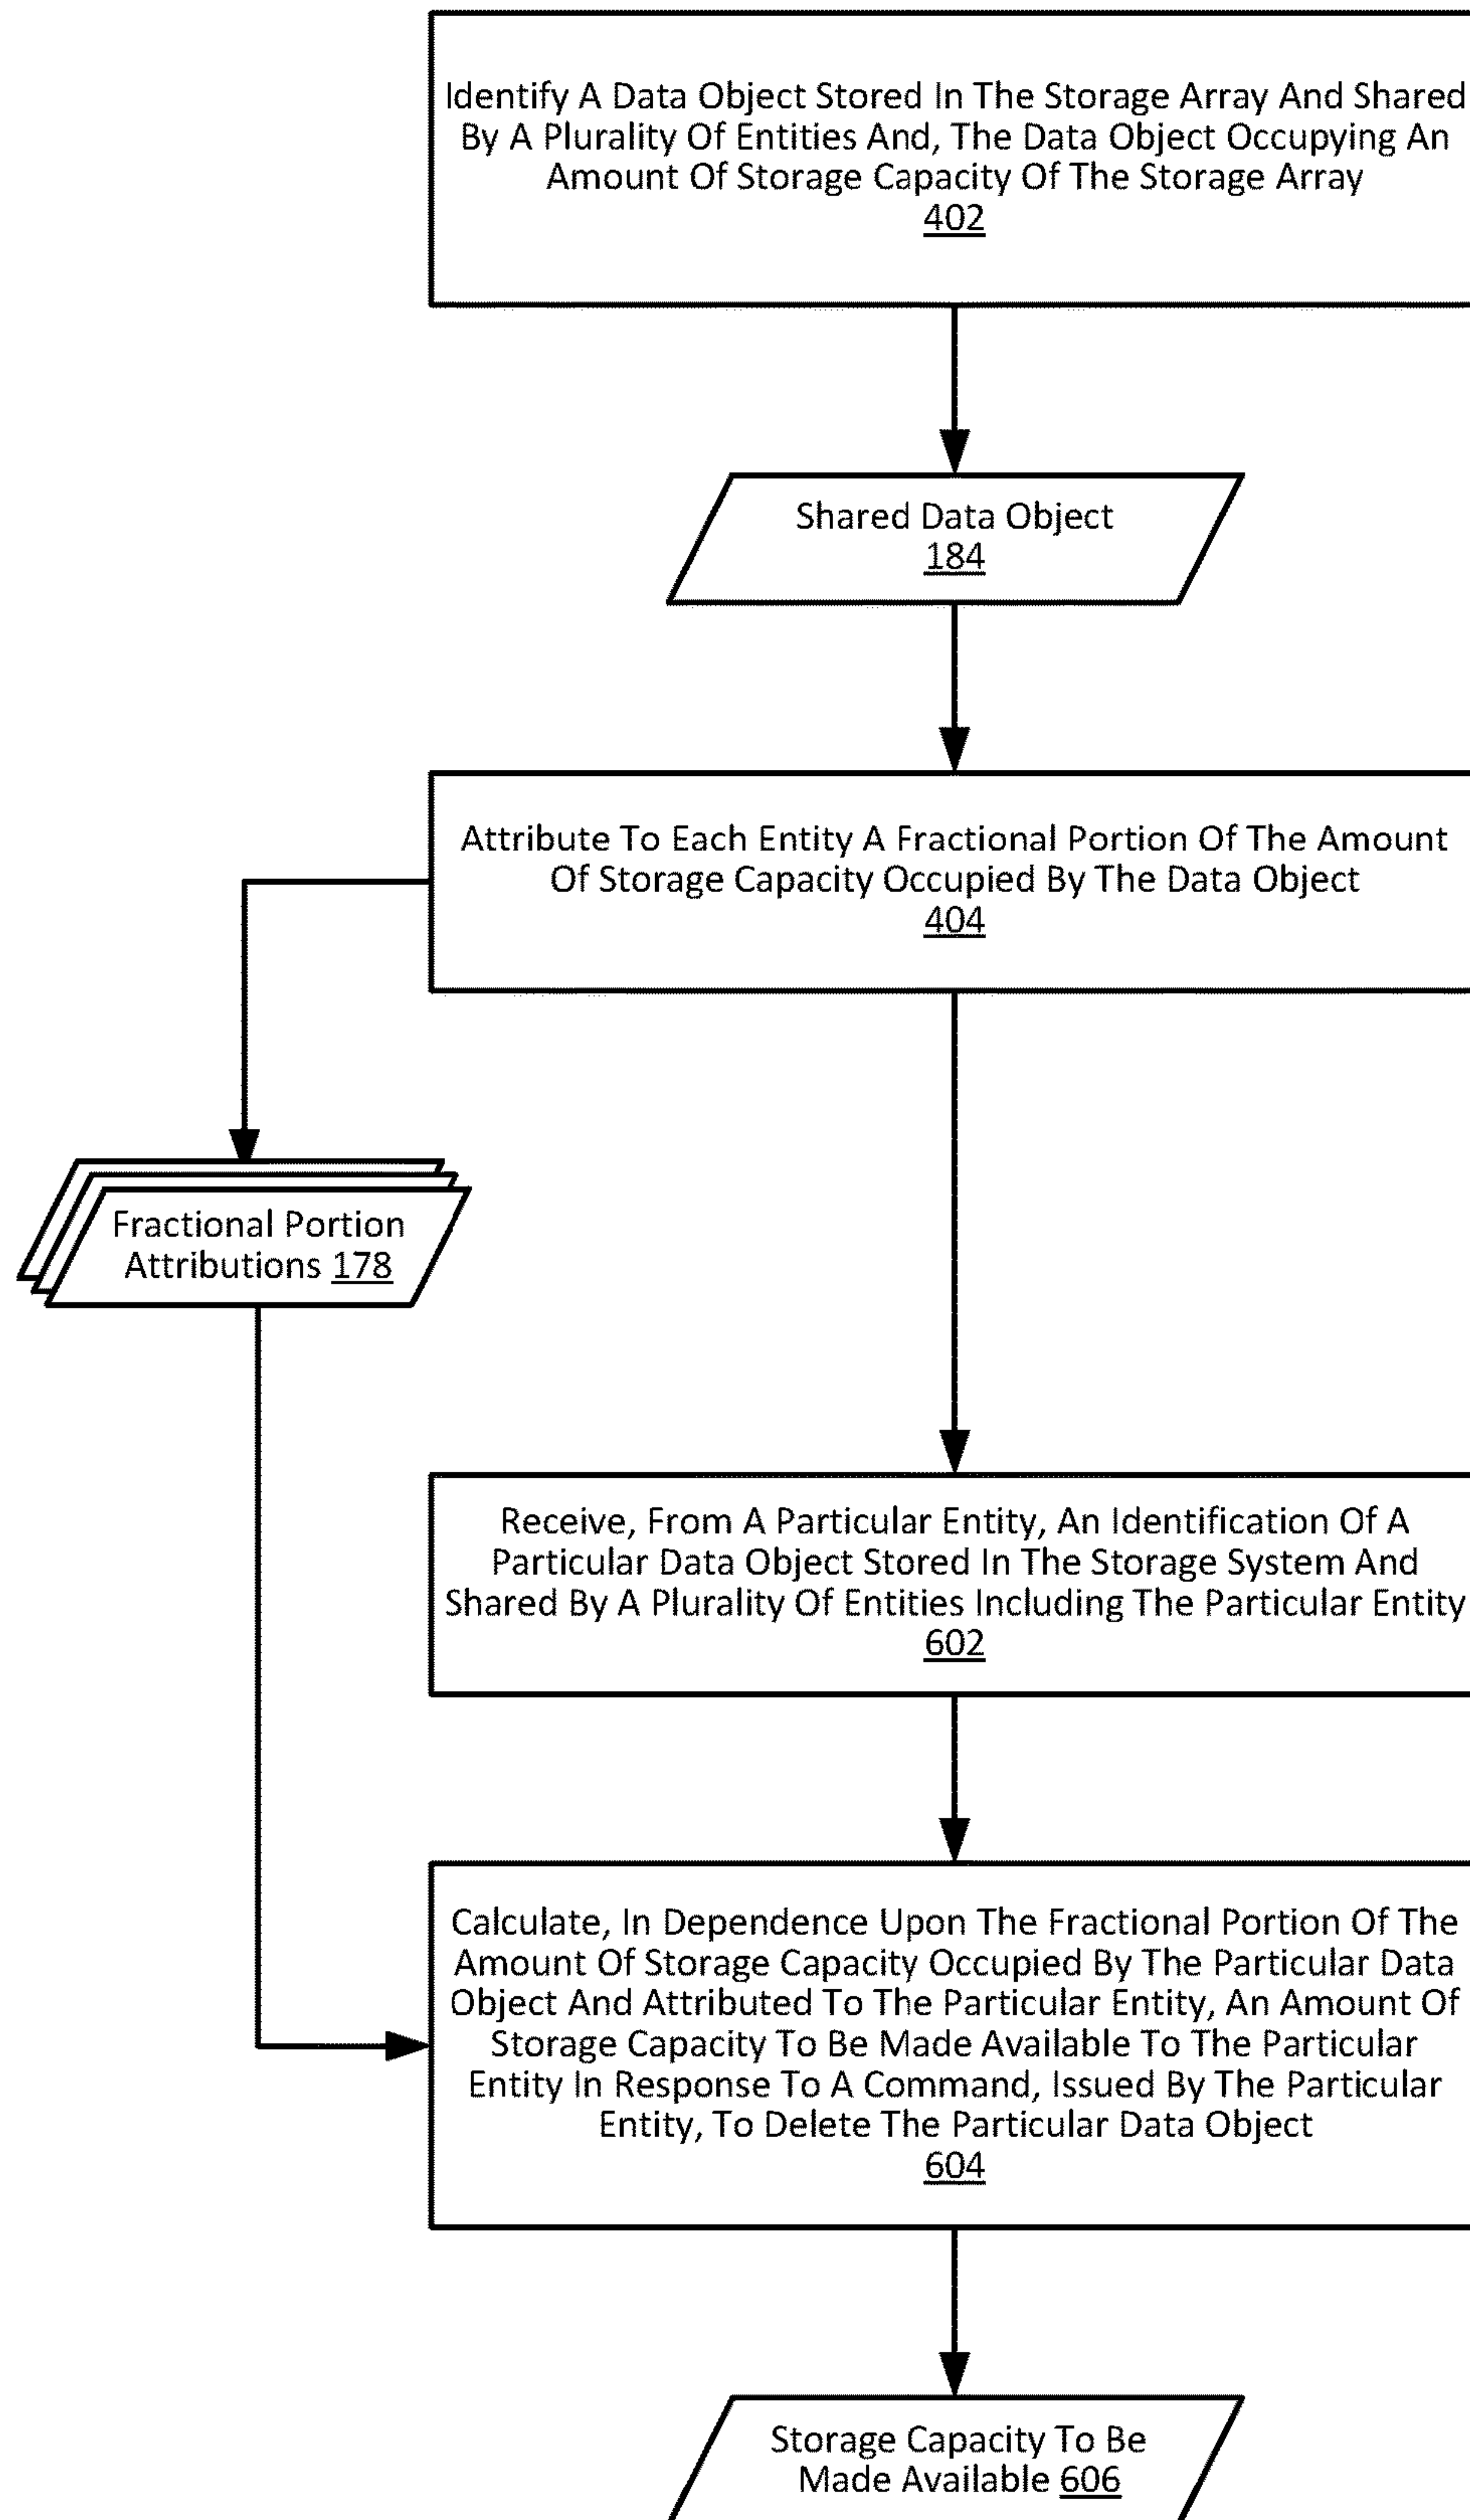 Identify A Data Object Stored In The Storage Array And Shared
By A Plurality Of Entities And, The Data Object Occupying An
Amount Of Storage Capacity Of The Storage Array
402
Shared Data Object
184
Attribute To Each Entity A Fractional Portion Of The Amount
Of Storage Capacity Occupied By The Data Object
404
Fractional Portion
Attributions 178
Receive, From A Particular Entity, An Identification Of A
Particular Data Object Stored In The Storage System And
Shared By A Plurality Of Entities Including The Particular Entity
602
Calculate, In Dependence Upon The Fractional Portion Of The
Amount Of Storage Capacity Occupied By The Particular Data
Object And Attributed To The Particular Entity, An Amount Of
Storage Capacity To Be Made Available To The Particular
Entity In Response To A Command, Issued By The Particular
Entity, To Delete The Particular Data Object
604
Storage Capacity To Be
Made Available 606